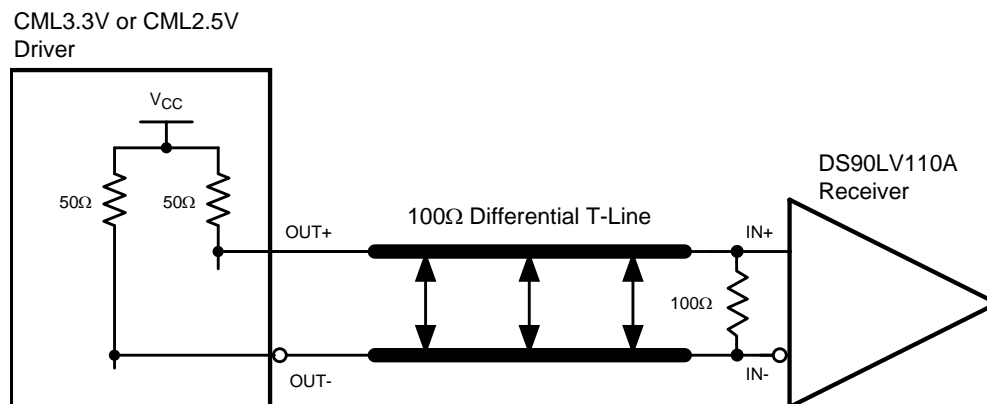 CML3.3V or CML2.5V
Driver
VCC
50Ω
50Ω
OUT+
OUT-
100Ω Differential T-Line
IN+
100Ω
IN-
DS90LV110A
Receiver